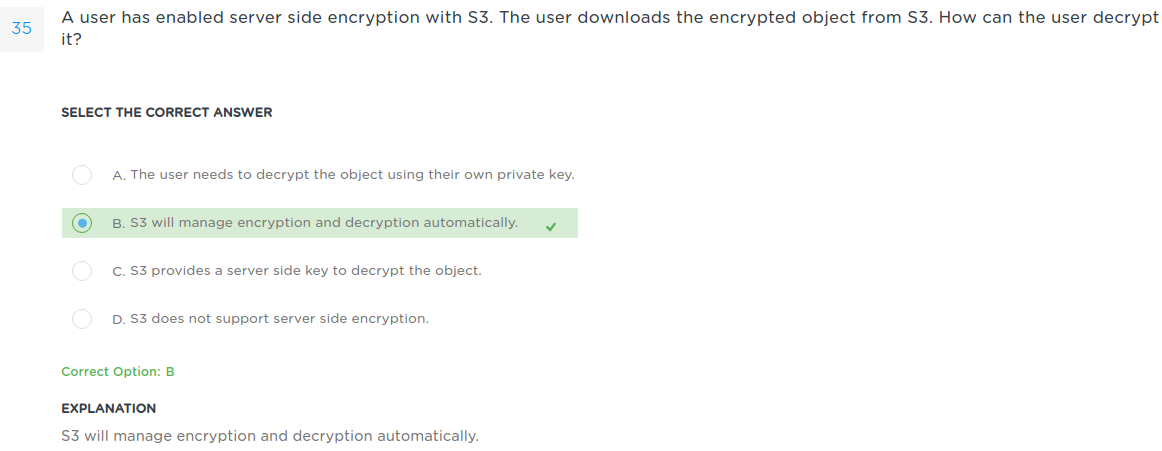 35
A user has enabled server side encryption with S3. The user downloads the encrypted object from S3. How can the user decrypt
it?
SELECT THE CORRECT ANSWER
A. The user needs to decrypt the object using their own private key.
B. S3 will manage encryption and decryption automatically.
C. S3 provides a server side key to decrypt the object.
D. S3 does not support server side encryption.
Correct Option: B
EXPLANATION
S3 will manage encryption and decryption automatically.